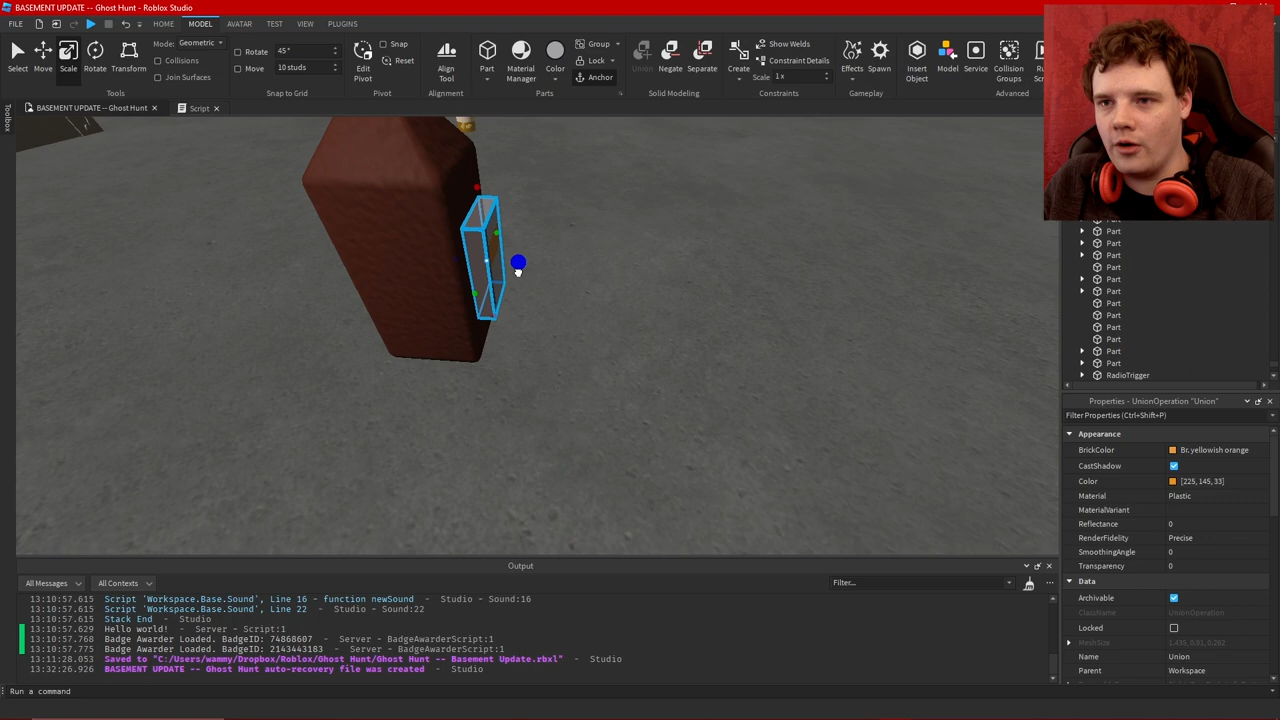 BASEMENT UPDATE -- Ghost Hunt - Roblox Studio
FILE
HOME
MODEL
AVATAR
TEST
VIEW
PLUGINS
Select
Move
Scale
Rotate
Transform
Mode: Geometric
Collisions
Join Surfaces
Tools
Rotate 45°
Move 10 studs
Snap to Grid
Edit
Pivot
Snap
Reset
Pivot
Align
Tool
Alignment
Part
Material
Manager
Color
Group
Lock
Anchor
Parts
Union
Negate
Separate
Solid Modeling
Create
Show Welds
Constraint Details
Scale 1 x
Constraints
Effects
Spawn
Gameplay
Insert
Object
Model
Service
Collision
Groups
Advanced
BASEMENT UPDATE -- Ghost Hunt
Script
Toolbox
Part
Part
Part
Part
Part
Part
Part
Part
Part
Part
Part
Part
RadioTrigger
Properties - UnionOperation "Union"
Filter Properties (Ctrl+Shift+P)
Appearance
BrickColor Br. yellowish orange
CastShadow
Color [225, 145, 33]
Material Plastic
MaterialVariant
Reflectance 0
RenderFidelity Precise
SmoothingAngle 0
Transparency 0
Data
Archivable
ClassName UnionOperation
Locked
MeshSize 1.435, 0.81, 0.262
Name Union
Parent Workspace
Output
All Messages
All Contexts
Filter...
13:10:57.615 Script 'Workspace.Base.Sound', Line 16 - function newSound - Studio - Sound:16
13:10:57.615 Script 'Workspace.Base.Sound', Line 22 - Studio - Sound:22
13:10:57.615 Stack End - Studio
13:10:57.629 Hello world! - Server - Script:1
13:10:57.768 Badge Awarder Loaded. BadgeID: 74868607 - Server - BadgeAwarderScript:1
13:10:57.775 Badge Awarder Loaded. BadgeID: 2143443183 - Server - BadgeAwarderScript:1
13:11:28.053 Saved to "C:/Users/wammy/Dropbox/Roblox/Ghost Hunt/Ghost Hunt -- Basement Update.rbxl" - Studio
13:32:26.926 BASEMENT UPDATE -- Ghost Hunt auto-recovery file was created - Studio
Run a command